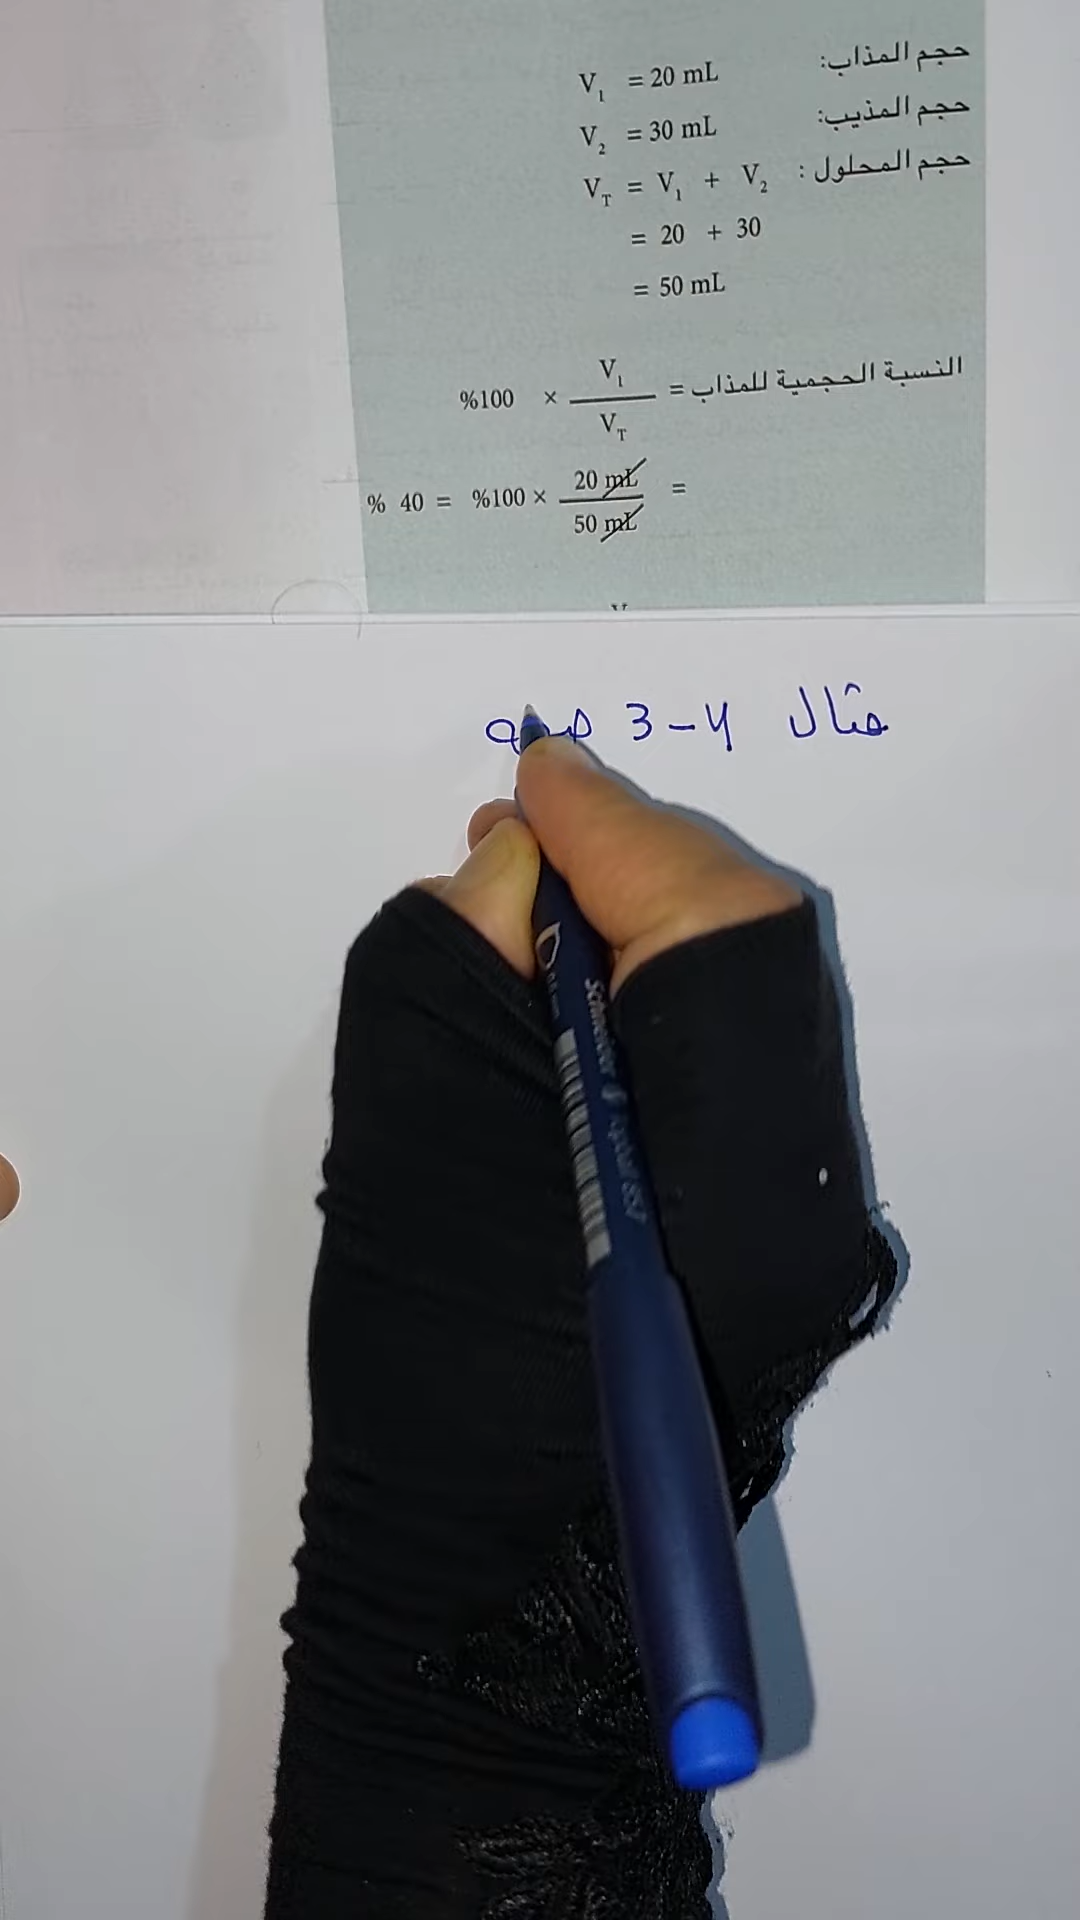 حجم المذاب: V₁ = 20 mL
حجم المذيب: V₂ = 30 mL
حجم المحلول : V_T = V₁ + V₂
= 20 + 30
= 50 mL
النسبة الحجمية للمذاب = V₁ / V_T × %100
= 20 mL / 50 mL × %100 = 40 %
مثال 4-3
Schneider